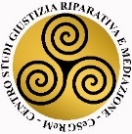 CENTRO STUDI GIUSTIZIA RIPARATIVA E MEDIAZIONE - CeSGReM -